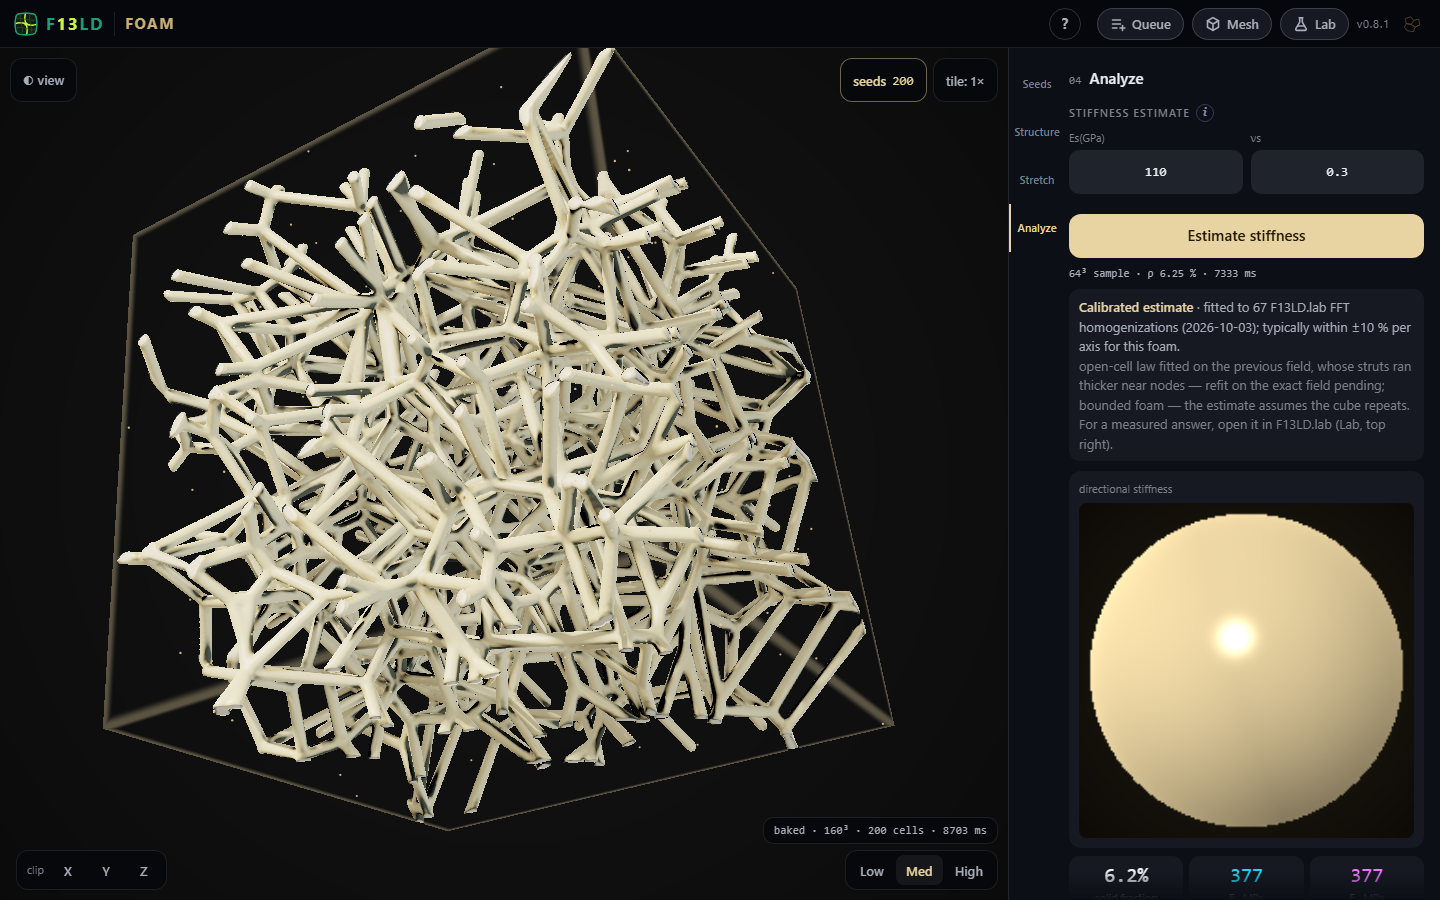 F13LD FOAM
? Queue Mesh Lab v0.8.1
view
seeds 200
tile: 1×
Seeds
Structure
Stretch
Analyze
04 Analyze
STIFFNESS ESTIMATE i
Es(GPa) νs
110 0.3
Estimate stiffness
64³ sample · ρ 6.25 % · 7333 ms
Calibrated estimate · fitted to 67 F13LD.lab FFT
homogenizations (2026-10-03); typically within ±10 % per
axis for this foam.
open-cell law fitted on the previous field, whose struts ran
thicker near nodes — refit on the exact field pending;
bounded foam — the estimate assumes the cube repeats.
For a measured answer, open it in F13LD.lab (Lab, top
right).
directional stiffness
6.2% 377 377
baked · 160³ · 200 cells · 8703 ms
clip X Y Z
Low Med High